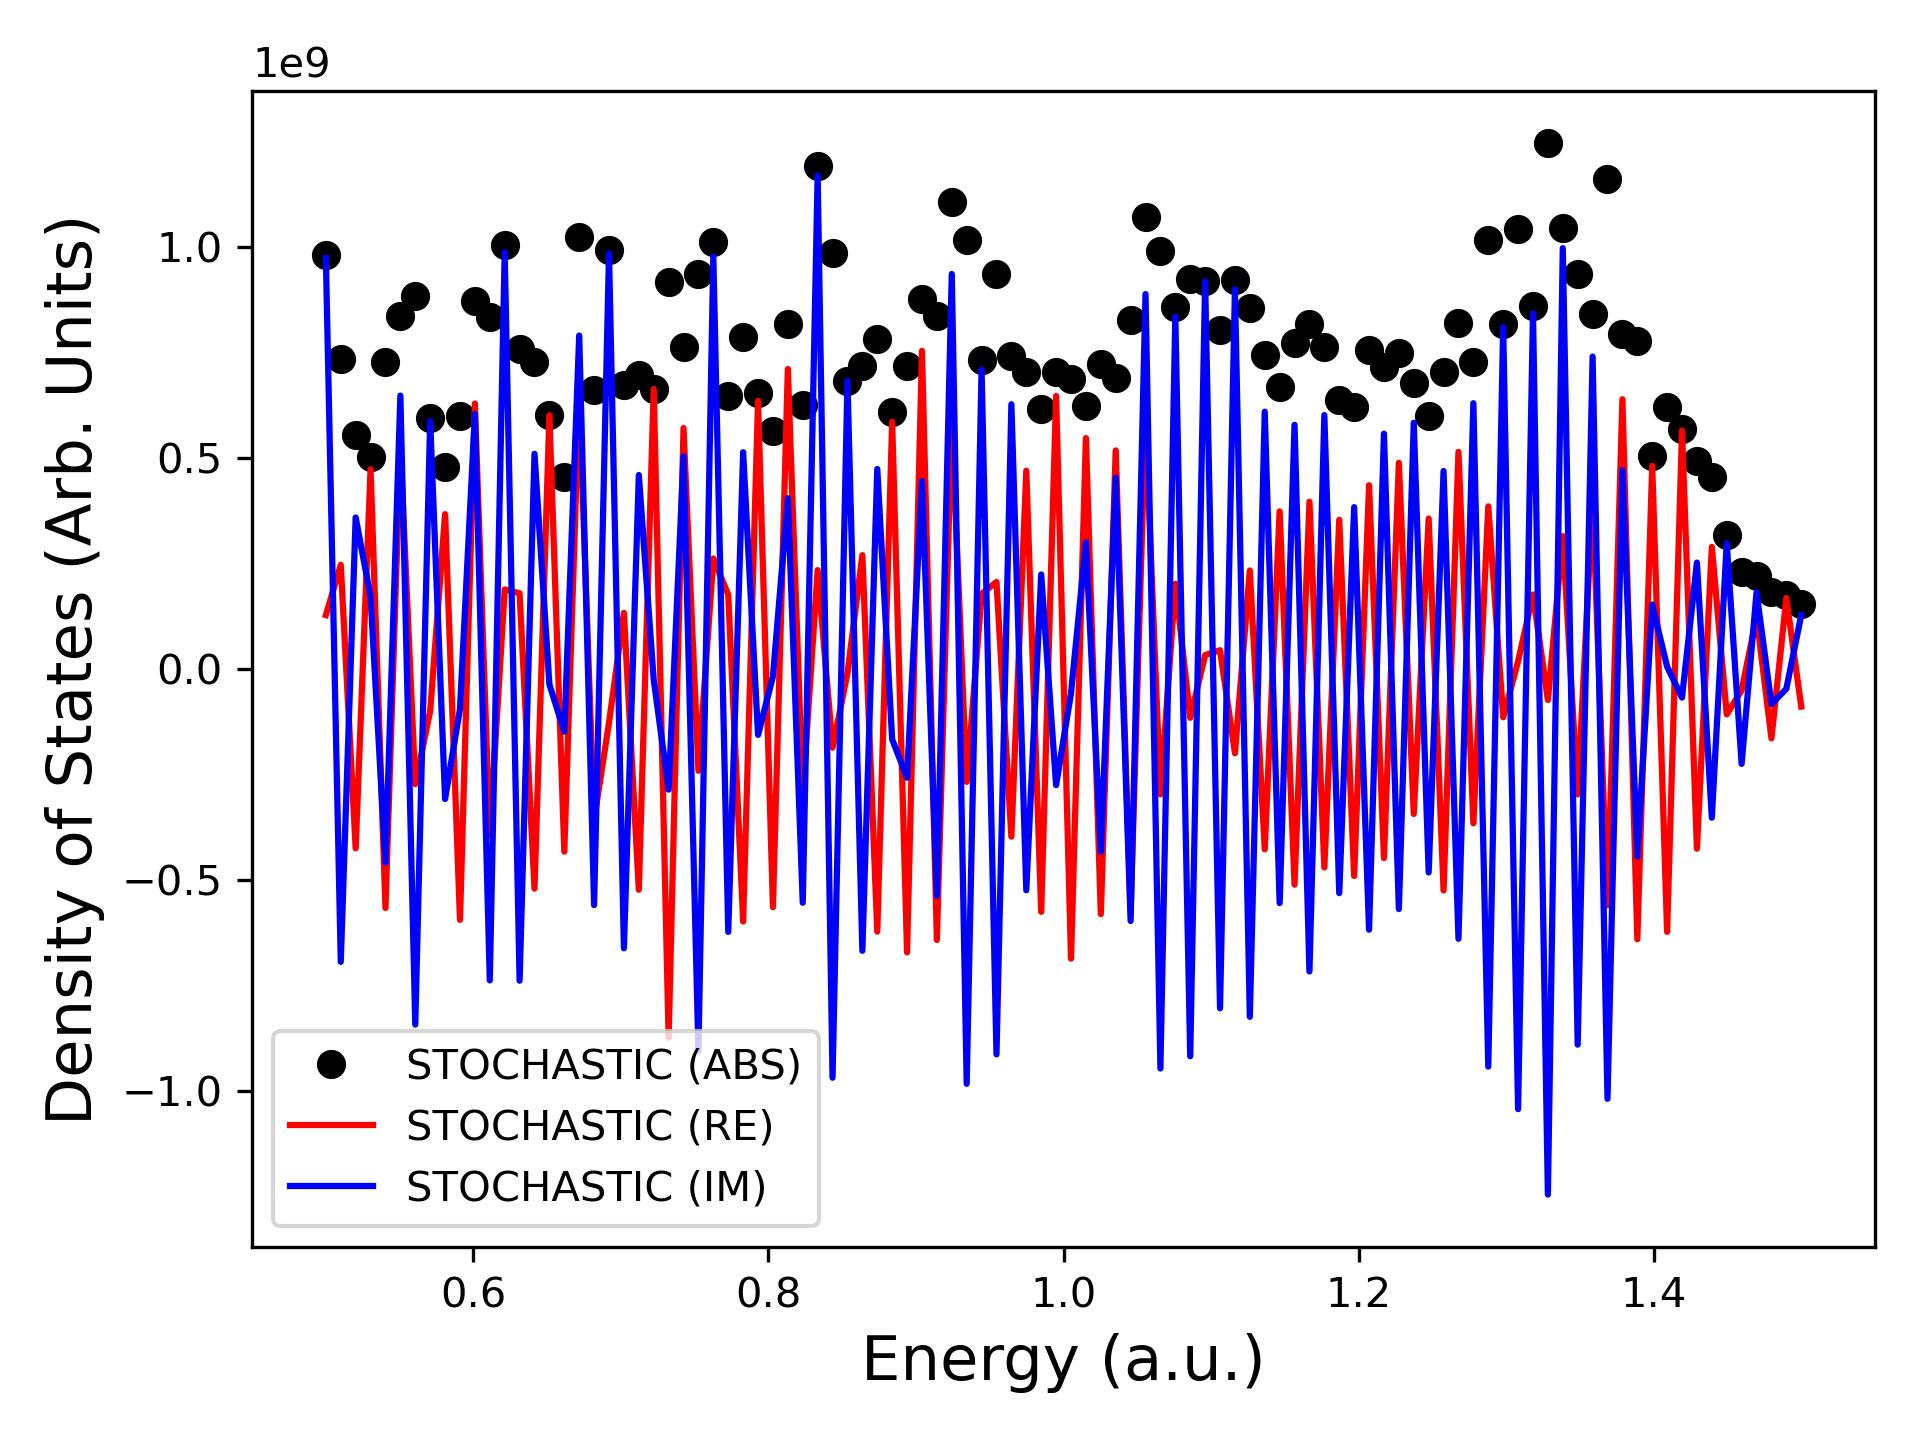 1e9
Density of States (Arb. Units)
1.0
0.5
0.0
−0.5
−1.0
STOCHASTIC (ABS)
STOCHASTIC (RE)
STOCHASTIC (IM)
0.6 0.8 1.0 1.2 1.4
Energy (a.u.)